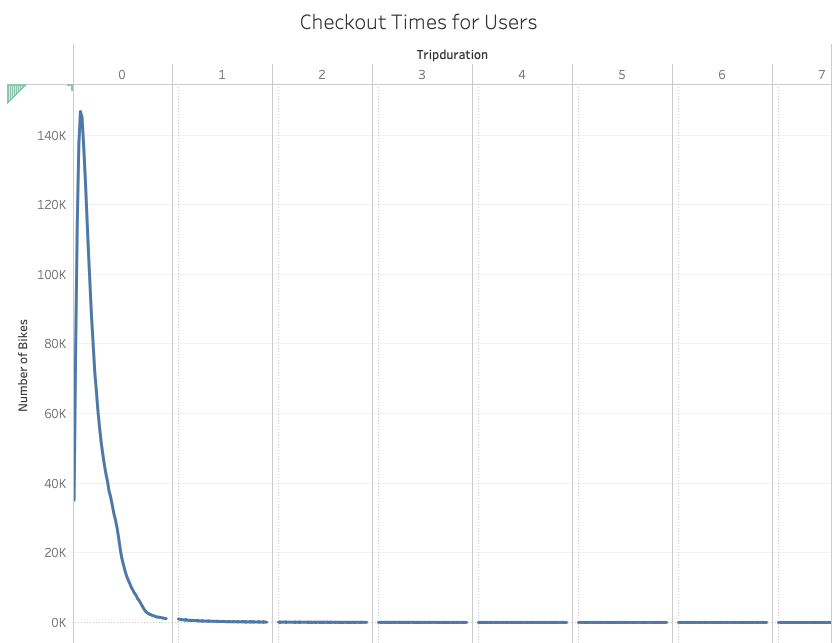 Checkout Times for Users
Tripduration
0 1 2 3 4 5 6 7
140K
120K
100K
80K
60K
40K
20K
0K
Number of Bikes